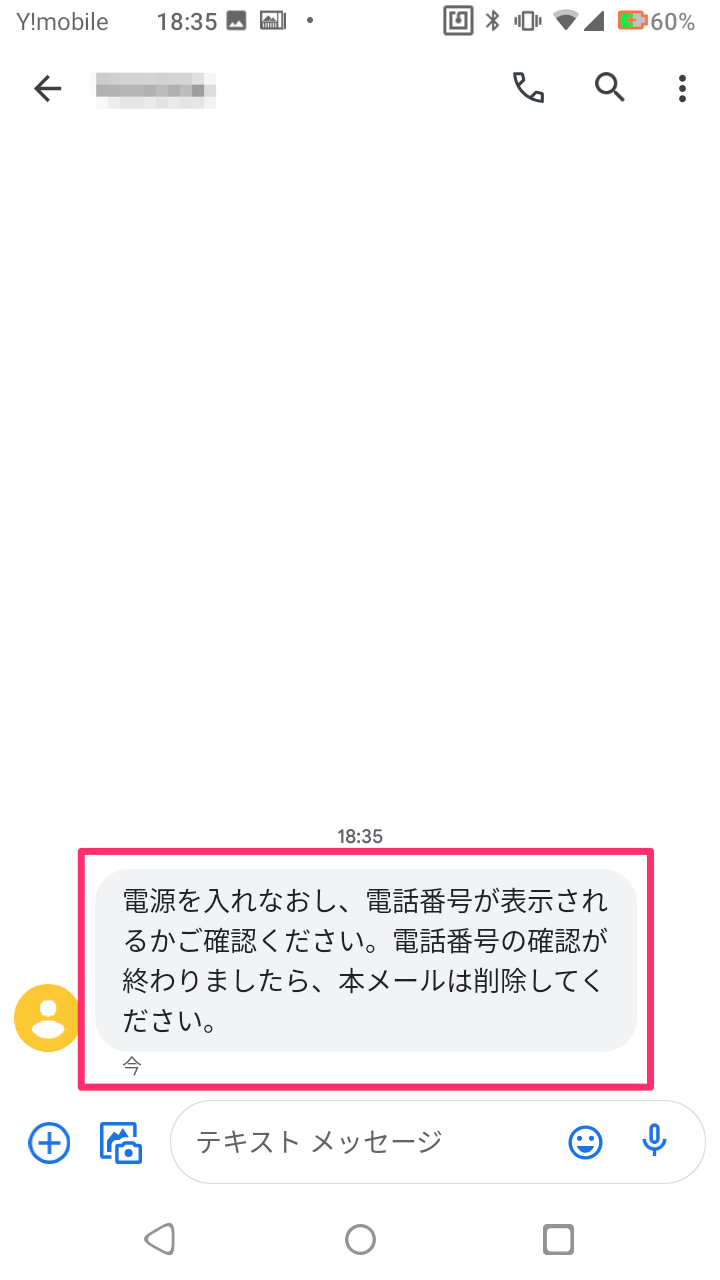 Y!mobile 18:35 60%
18:35
電源を入れなおし、電話番号が表示され
るかご確認ください。電話番号の確認が
終わりましたら、本メールは削除してく
ださい。
今
テキスト メッセージ